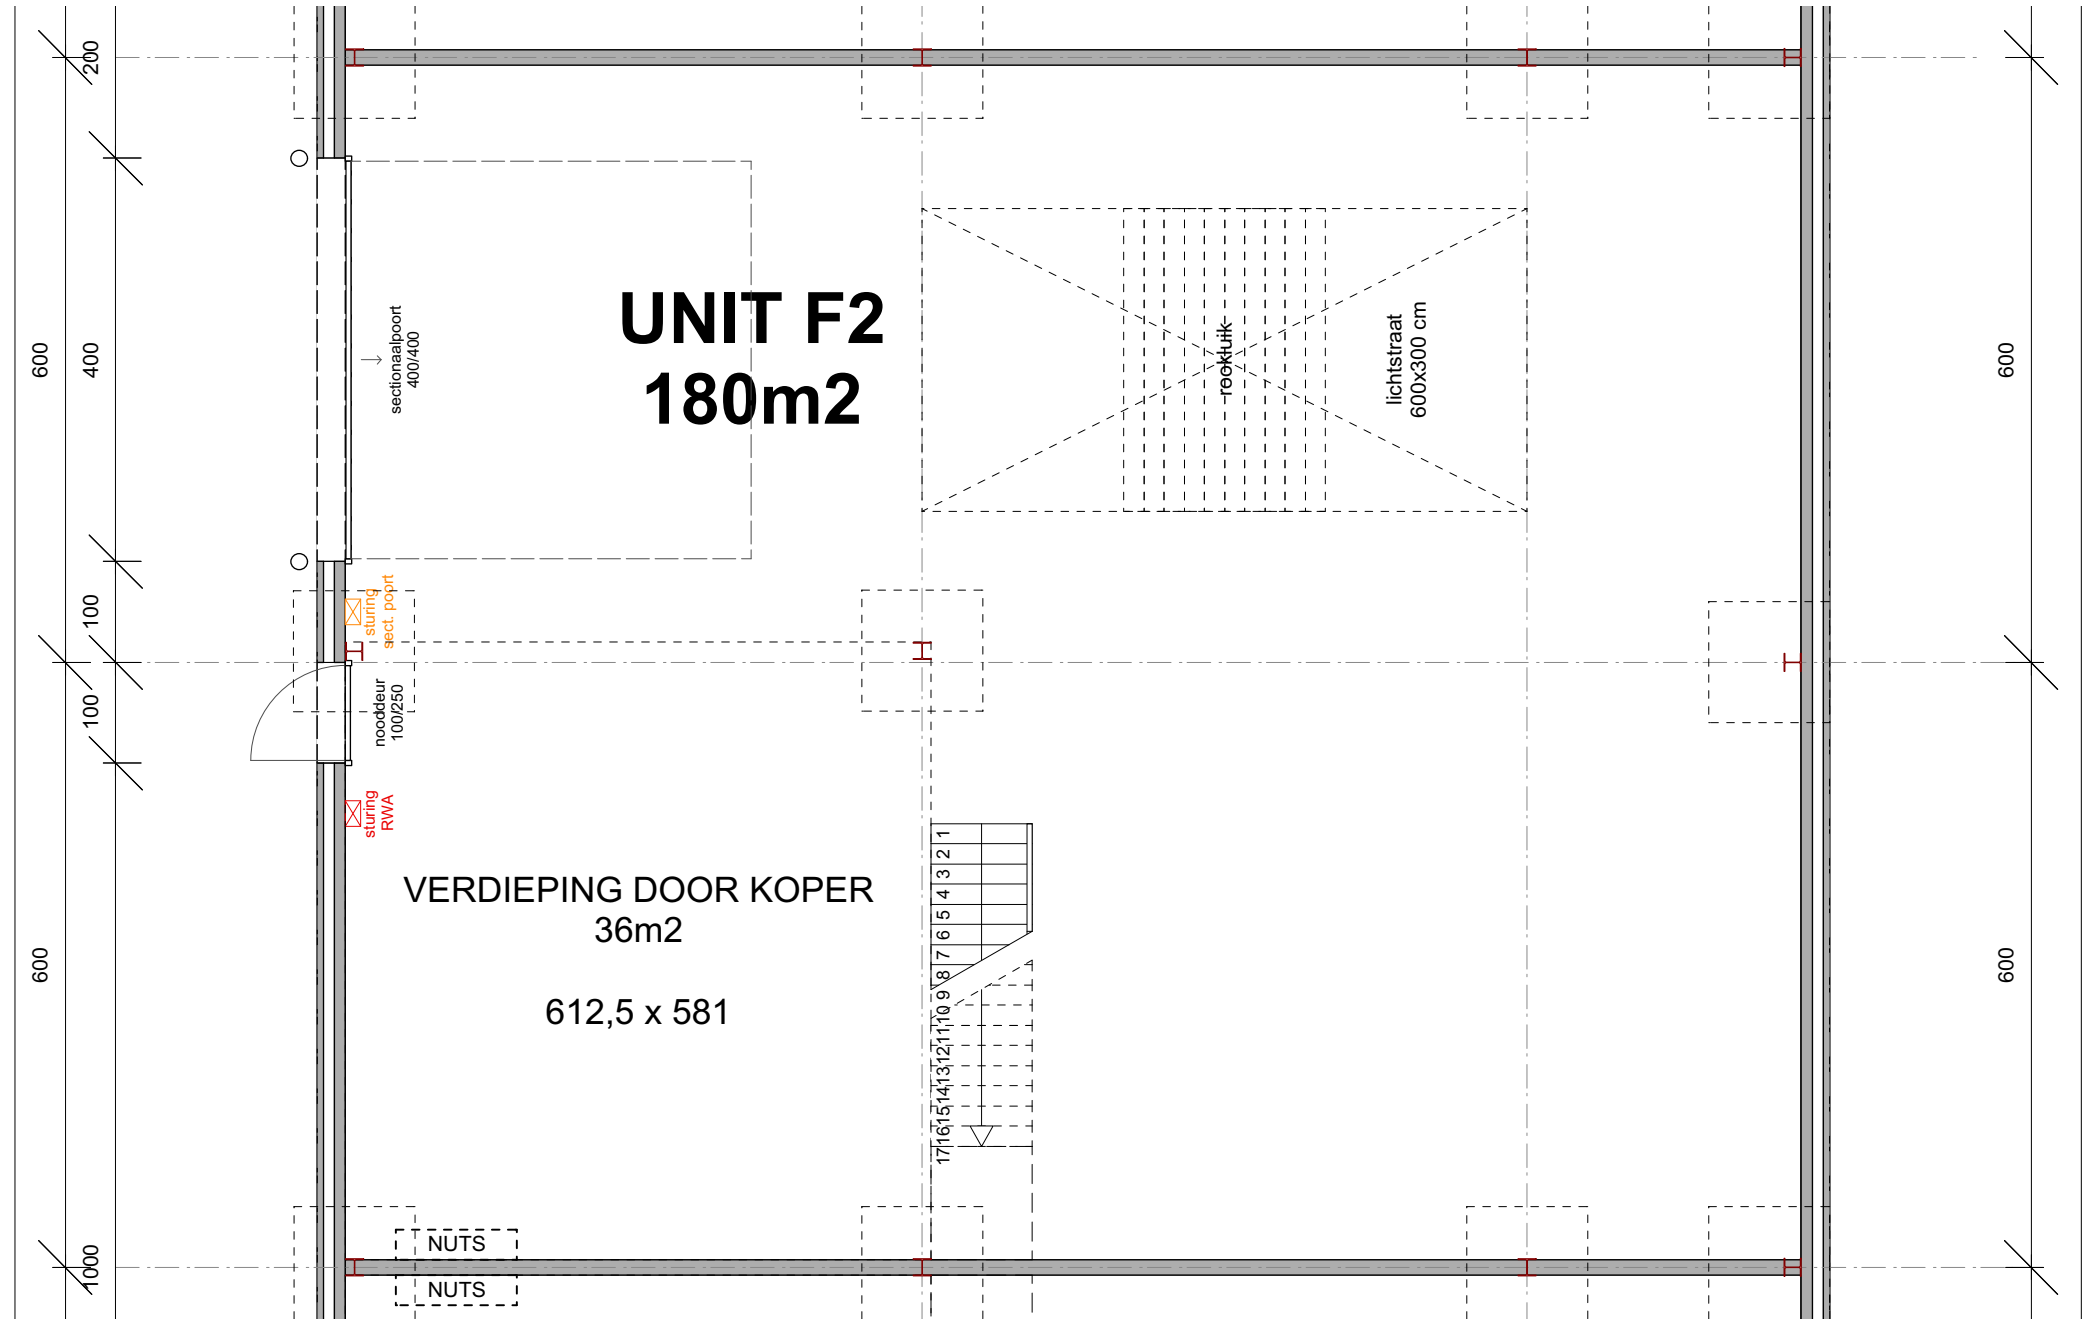 200
600
400
100
100
600
1000
sectionaalpoort
400/400
UNIT F2
180m2
rookluik
lichtstraat
600x300 cm
600
600
sturing
sect. poort
nooddeur
100/250
sturing
RWA
VERDIEPING DOOR KOPER
36m2
612,5 x 581
1
2
3
4
5
6
7
8
9
10
11
12
13
14
15
16
17
NUTS
NUTS